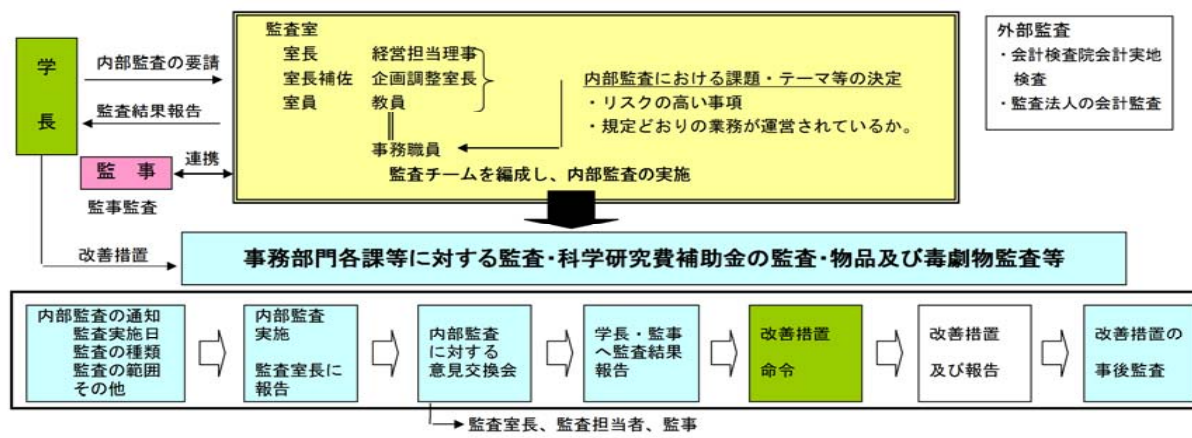 学
長
内部監査の要請
監査結果報告
監 事
連携
監事監査
改善措置
監査室
室長 経営担当理事
室長補佐 企画調整室長
室員 教員
事務職員
内部監査における課題・テーマ等の決定
・リスクの高い事項
・規定どおりの業務が運営されているか。
監査チームを編成し、内部監査の実施
外部監査
・会計検査院会計実地
検査
・監査法人の会計監査
事務部門各課等に対する監査・科学研究費補助金の監査・物品及び毒劇物監査等
内部監査の通知
監査実施日
監査の種類
監査の範囲
その他
内部監査
実施
監査室長に
報告
内部監査
に対する
意見交換会
学長・監事
へ監査結果
報告
改善措置
命令
改善措置
及び報告
改善措置の
事後監査
監査室長、監査担当者、監事